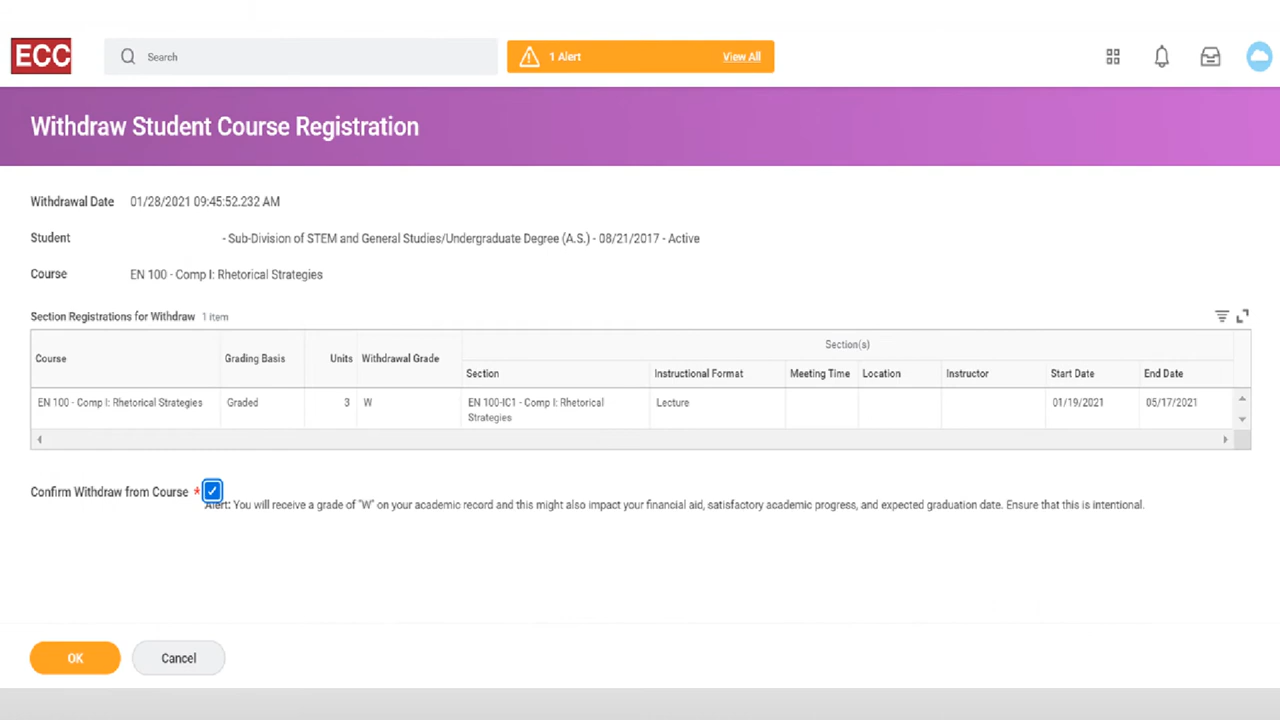 ECC
Search
1 Alert
View All
Withdraw Student Course Registration
Withdrawal Date 01/28/2021 09:45:52.232 AM
Student - Sub-Division of STEM and General Studies/Undergraduate Degree (A.S.) - 08/21/2017 - Active
Course EN 100 - Comp I: Rhetorical Strategies
Section Registrations for Withdraw 1 item
Section(s)
Course Grading Basis Units Withdrawal Grade
Section Instructional Format Meeting Time Location Instructor Start Date End Date
EN 100 - Comp I: Rhetorical Strategies Graded 3 W EN 100-IC1 - Comp I: Rhetorical Lecture 01/19/2021 05/17/2021
Strategies
Confirm Withdraw from Course *
Alert: You will receive a grade of "W" on your academic record and this might also impact your financial aid, satisfactory academic progress, and expected graduation date. Ensure that this is intentional.
OK Cancel